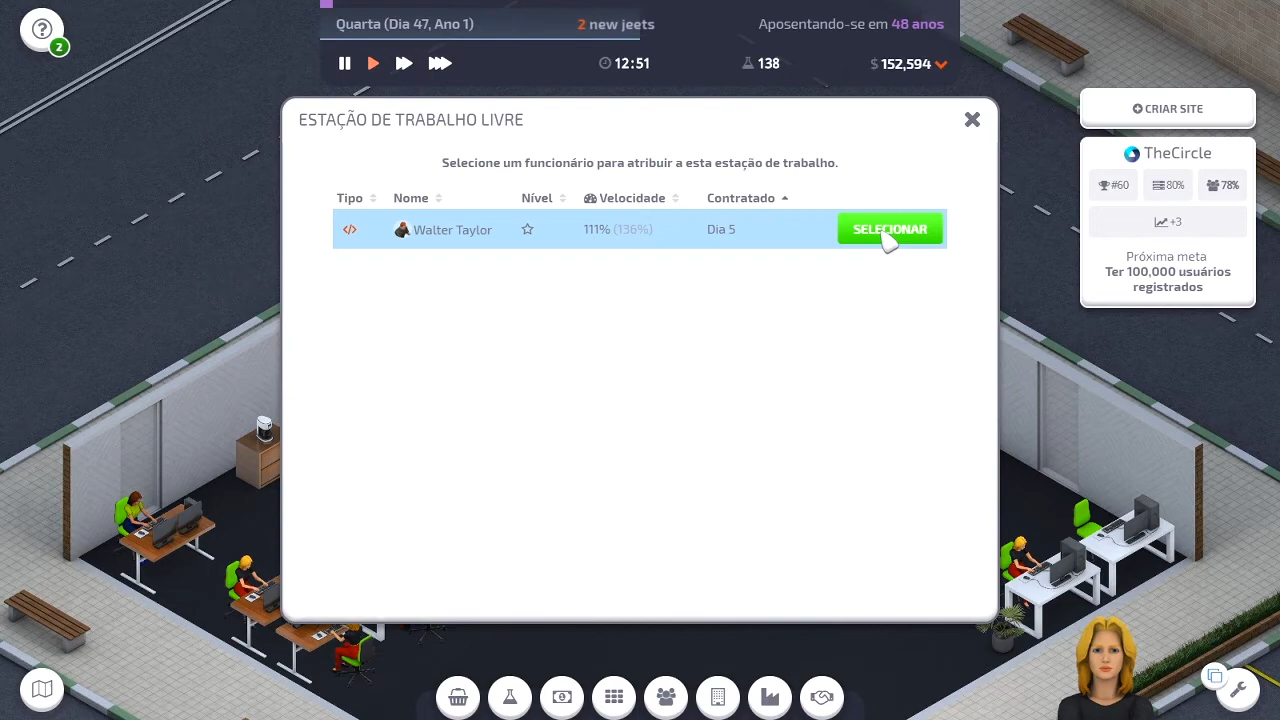 ?
2
Quarta (Dia 47, Ano 1)
2 new jeets
Aposentando-se em 48 anos
12:51
138
$ 152,594
CRIAR SITE
TheCircle
#60
80%
78%
+3
Próxima meta
Ter 100,000 usuários
registrados
ESTAÇÃO DE TRABALHO LIVRE
Selecione um funcionário para atribuir a esta estação de trabalho.
Tipo Nome Nível Velocidade Contratado
</> Walter Taylor 111% (136%) Dia 5 SELECIONAR